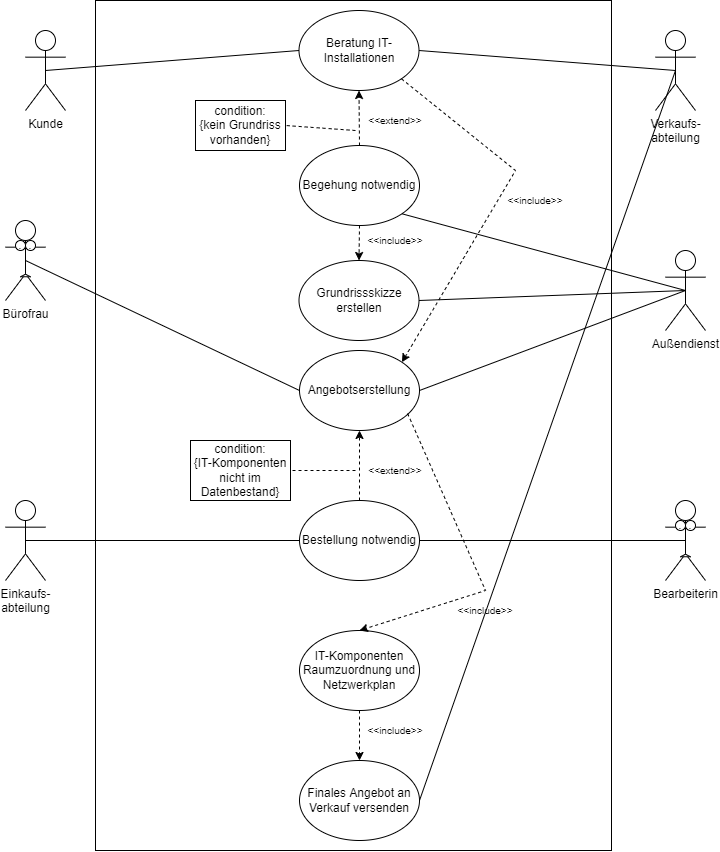 Beratung IT-
Installationen
Kunde
Verkaufs-
abteilung
condition:
{kein Grundriss
vorhanden}
<<extend>>
Begehung notwendig
<<include>>
<<include>>
Grundrissskizze
erstellen
Bürofrau
Außendienst
Angebotserstellung
condition:
{IT-Komponenten
nicht im
Datenbestand}
<<extend>>
Bestellung notwendig
Einkaufs-
abteilung
Bearbeiterin
<<include>>
IT-Komponenten
Raumzuordnung und
Netzwerkplan
<<include>>
Finales Angebot an
Verkauf versenden